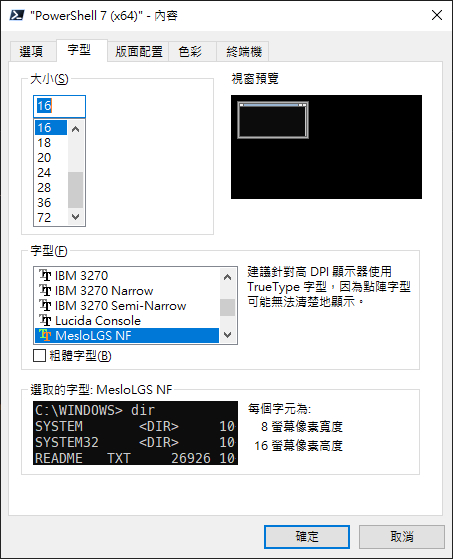 "PowerShell 7 (x64)" - 內容
選項
字型
版面配置
色彩
終端機
大小(S)
16
16
18
20
24
28
36
72
視窗預覽
字型(F)
IBM 3270
IBM 3270 Narrow
IBM 3270 Semi-Narrow
Lucida Console
MesloLGS NF
粗體字型(B)
建議針對高 DPI 顯示器使用
TrueType 字型，因為點陣字型
可能無法清楚地顯示。
選取的字型: MesloLGS NF
C:\WINDOWS> dir
SYSTEM <DIR> 10
SYSTEM32 <DIR> 10
README TXT 26926 10
每個字元為:
8 螢幕像素寬度
16 螢幕像素高度
確定
取消